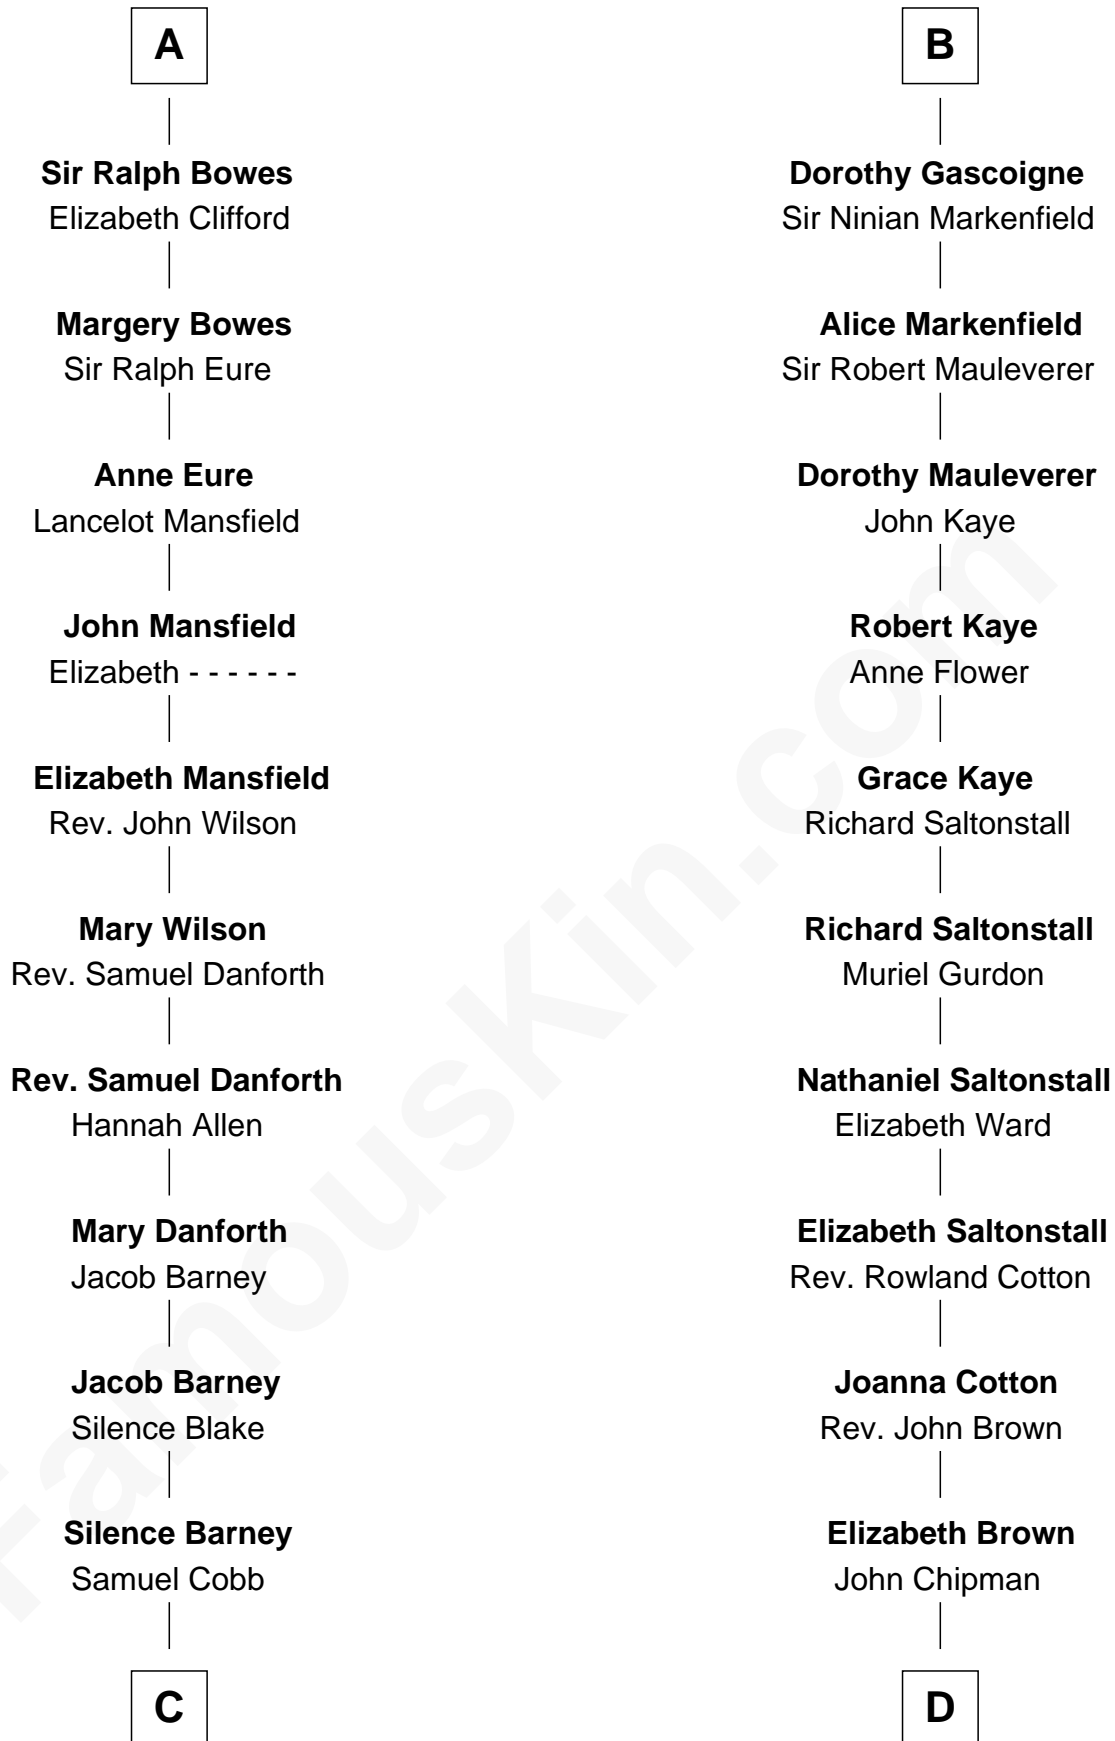 A
Sir Ralph Bowes
Elizabeth Clifford
Margery Bowes
Sir Ralph Eure
Anne Eure
Lancelot Mansfield
John Mansfield
Elizabeth - - - - - -
Elizabeth Mansfield
Rev. John Wilson
Mary Wilson
Rev. Samuel Danforth
Rev. Samuel Danforth
Hannah Allen
Mary Danforth
Jacob Barney
Jacob Barney
Silence Blake
Silence Barney
Samuel Cobb
C
B
Dorothy Gascoigne
Sir Ninian Markenfield
Alice Markenfield
Sir Robert Mauleverer
Dorothy Mauleverer
John Kaye
Robert Kaye
Anne Flower
Grace Kaye
Richard Saltonstall
Richard Saltonstall
Muriel Gurdon
Nathaniel Saltonstall
Elizabeth Ward
Elizabeth Saltonstall
Rev. Rowland Cotton
Joanna Cotton
Rev. John Brown
Elizabeth Brown
John Chipman
D
FamousKin.com